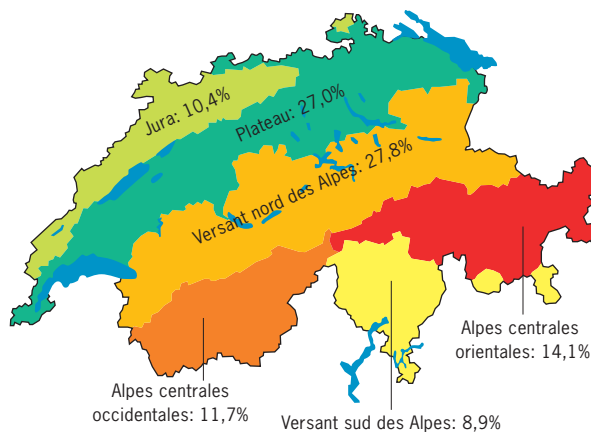 Jura: 10,4%
Plateau: 27,0%
Versant nord des Alpes: 27,8%
Alpes centrales
orientales: 14,1%
Alpes centrales
occidentales: 11,7%
Versant sud des Alpes: 8,9%